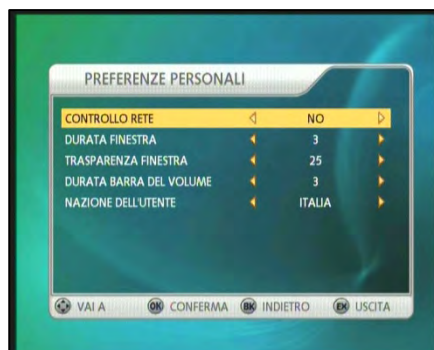 PREFERENZE PERSONALI
CONTROLLO RETE NO
DURATA FINESTRA 3
TRASPARENZA FINESTRA 25
DURATA BARRA DEL VOLUME 3
NAZIONE DELL'UTENTE ITALIA
VAI A OK CONFERMA BK INDIETRO EX USCITA